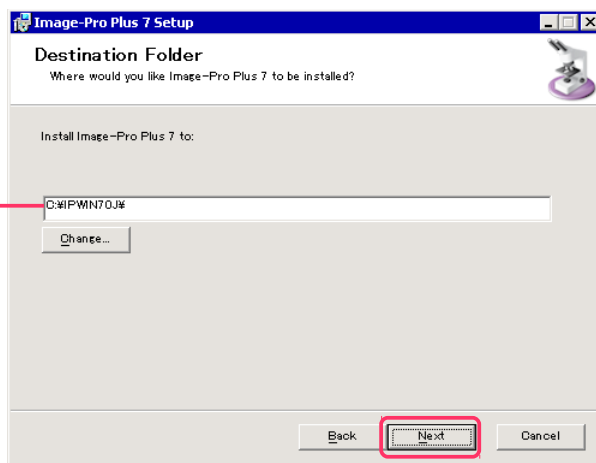 Image-Pro Plus 7 Setup
Destination Folder
Where would you like Image-Pro Plus 7 to be installed?
Install Image-Pro Plus 7 to:
C:¥IPWIN70J¥
Change...
Back
Next
Cancel